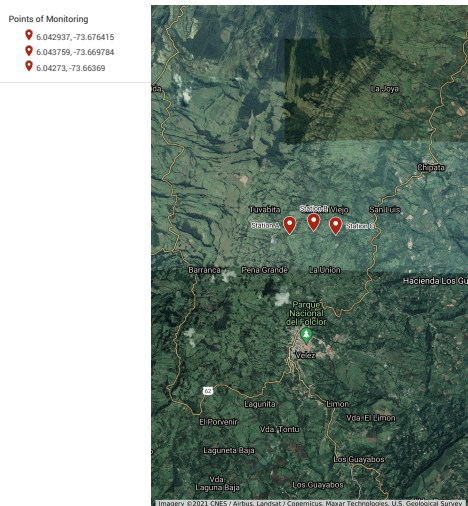 Points of Monitoring
6.042937, -73.676415
6.043759, -73.669784
6.04273, -73.66369
La Joya
Chipata
Tuvabita
Station B
Viejo
San Luis
Station A
Station C
Barranca
Pena Grande
La Union
Hacienda Los Gu
Parque
Nacional
del Folclor
Velez
62
Lagunita
Limon
El Porvenir
Vda. Tontu
Vda. El Limon
Laguneta Baja
Los Guayabos
Vda.
Laguna Baja
Los Guayabos
Imagery ©2021 CNES / Airbus, Landsat / Copernicus, Maxar Technologies, U.S. Geological Survey